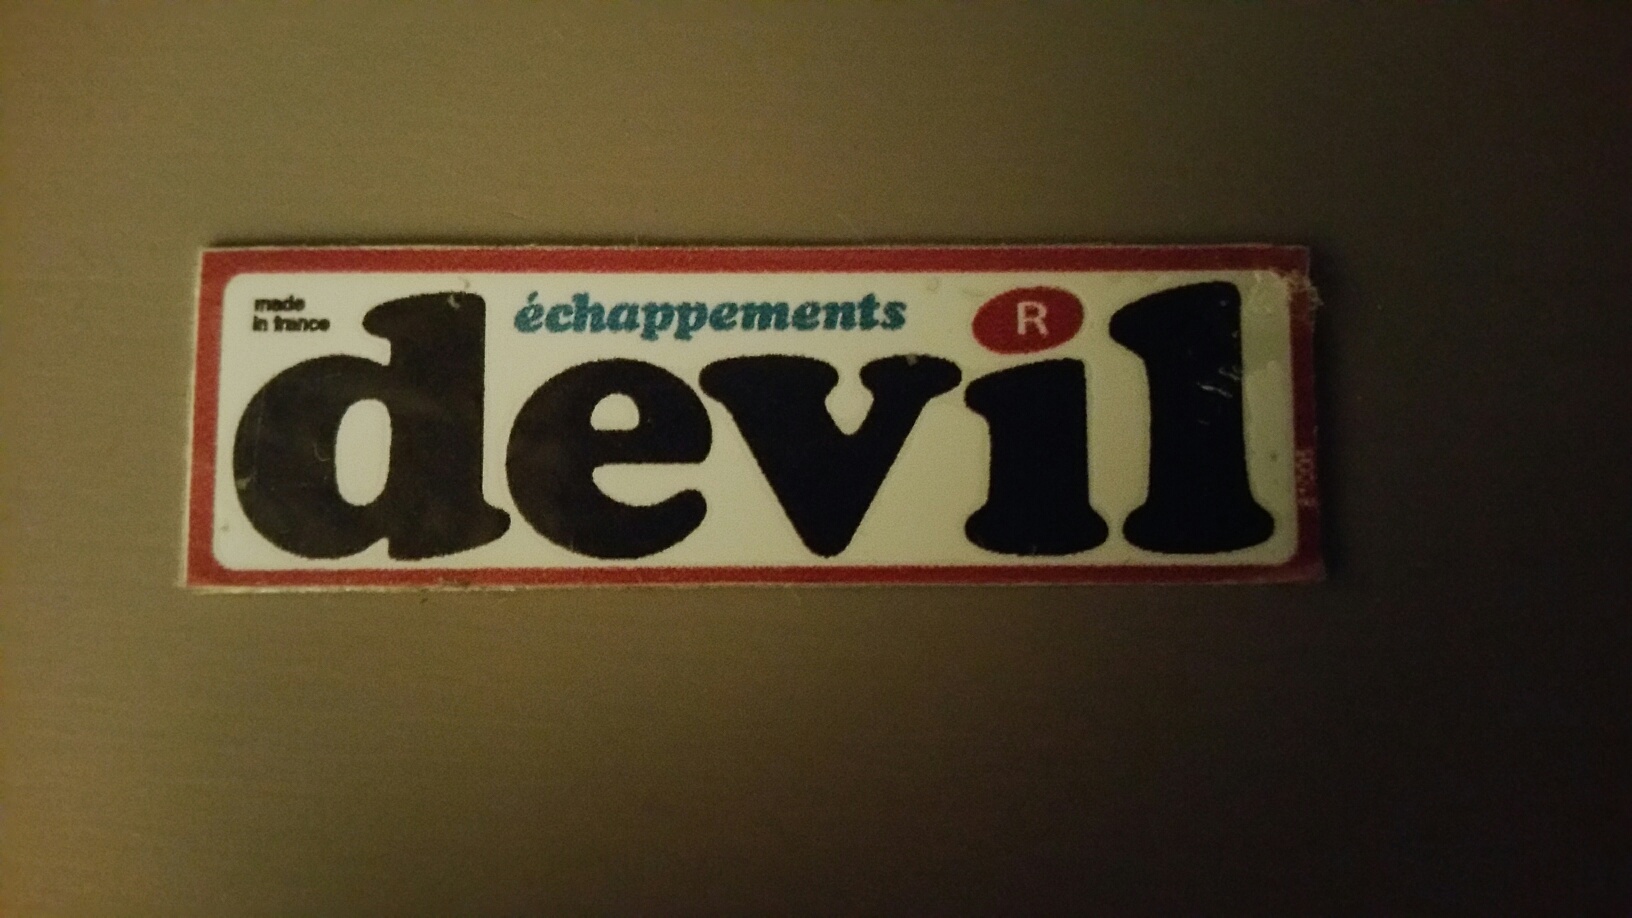 made
in france
échappements
R
devil